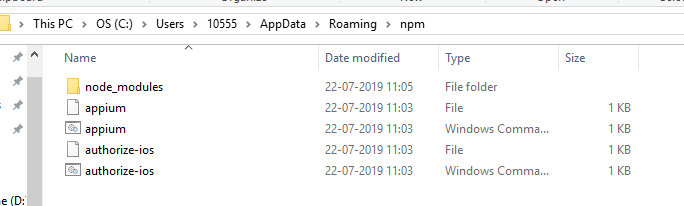 This PC > OS (C:) > Users > 10555 > AppData > Roaming > npm
Name Date modified Type Size
node_modules 22-07-2019 11:05 File folder
appium 22-07-2019 11:03 File 1 KB
appium 22-07-2019 11:03 Windows Comma... 1 KB
authorize-ios 22-07-2019 11:03 File 1 KB
authorize-ios 22-07-2019 11:03 Windows Comma... 1 KB
ne (D: